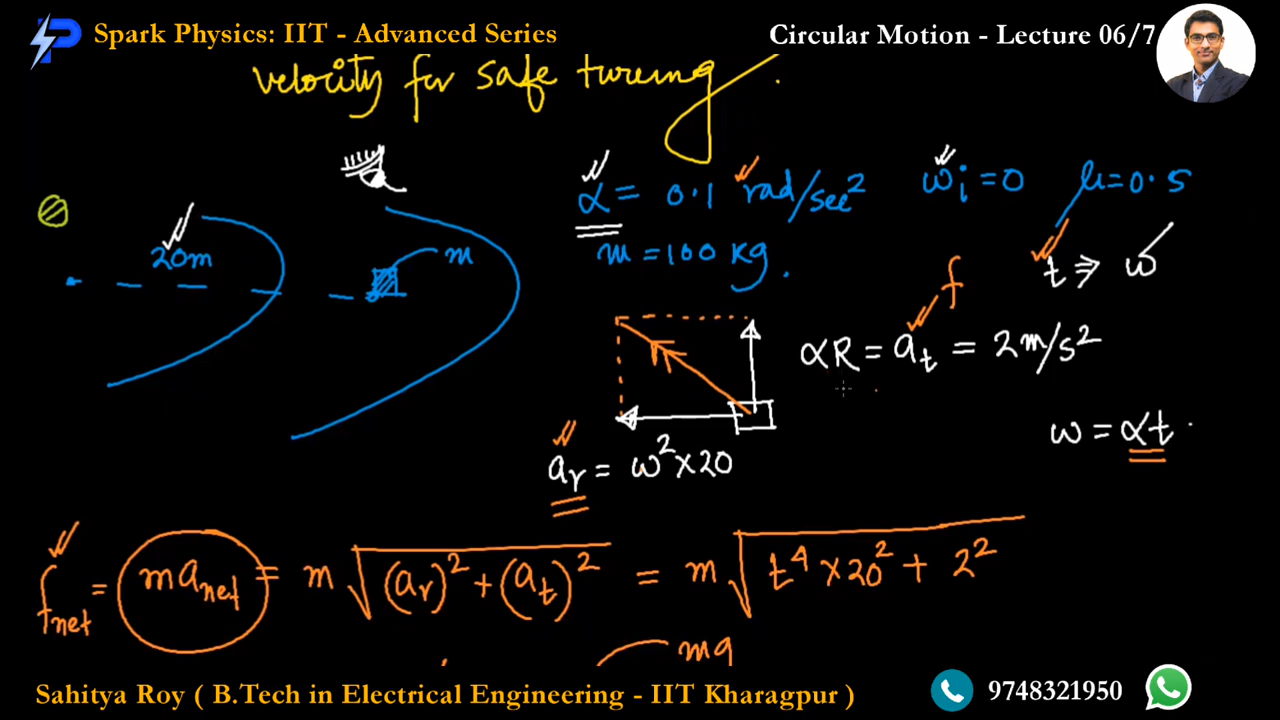 Spark Physics: IIT - Advanced Series
Circular Motion - Lecture 06/7
velocity for safe turning.
α = 0.1 rad/sec²
ωi = 0
μ = 0.5
20m
m
m = 100 kg.
t ⇒ ω
f
αR = at = 2m/s²
ω = αt.
ar = ω² × 20
fnet = manet = m√((ar)² + (at)²) = m√(t⁴ × 20² + 2²)
Sahitya Roy ( B.Tech in Electrical Engineering - IIT Kharagpur )
9748321950